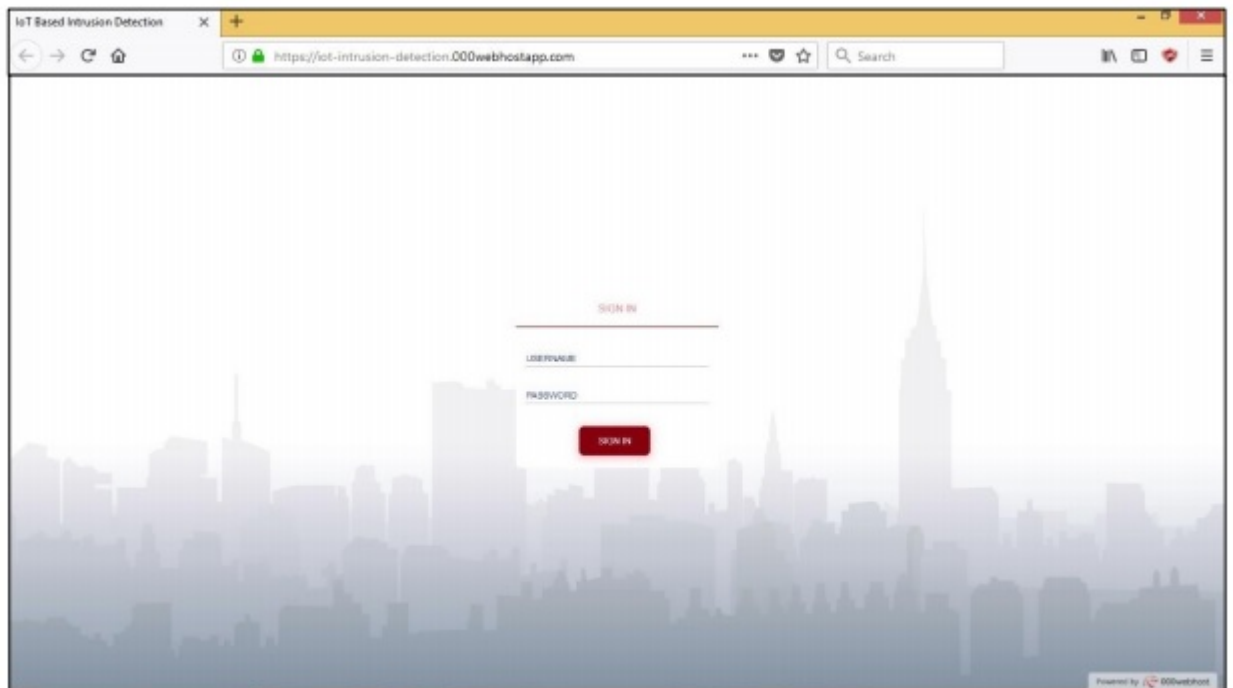 IoT Based Intrusion Detection
https://iot-intrusion-detection.000webhostapp.com
Search
SIGN IN
USERNAME
PASSWORD
SIGN IN
Powered by 000webhost